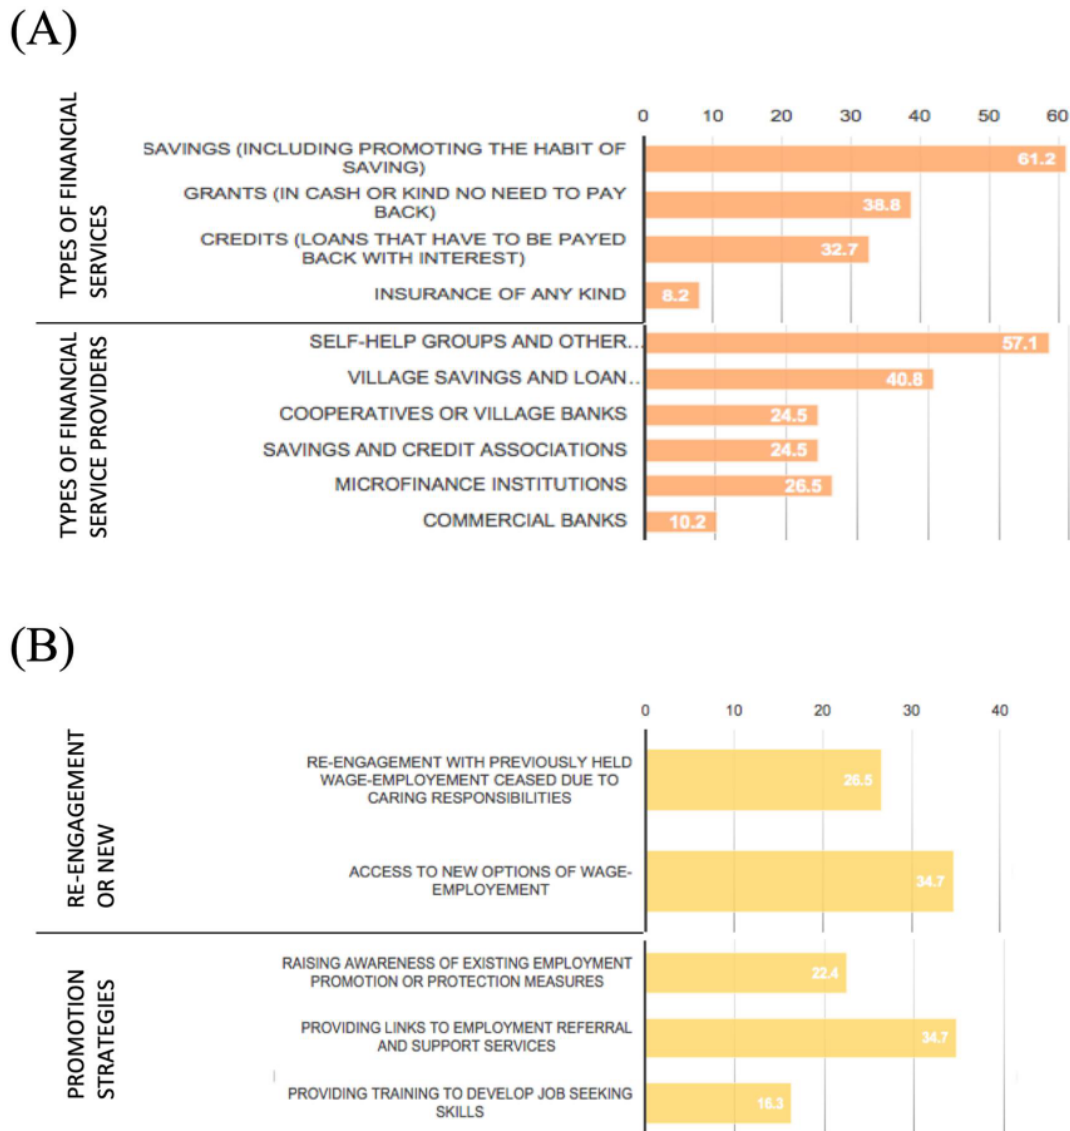 (A)
TYPES OF FINANCIAL
SERVICES
0 10 20 30 40 50 60
SAVINGS (INCLUDING PROMOTING THE HABIT OF
SAVING)
61.2
GRANTS (IN CASH OR KIND NO NEED TO PAY
BACK)
38.8
CREDITS (LOANS THAT HAVE TO BE PAYED
BACK WITH INTEREST)
32.7
INSURANCE OF ANY KIND
8.2
TYPES OF FINANCIAL
SERVICE PROVIDERS
SELF-HELP GROUPS AND OTHER...
57.1
VILLAGE SAVINGS AND LOAN..
40.8
COOPERATIVES OR VILLAGE BANKS
24.5
SAVINGS AND CREDIT ASSOCIATIONS
24.5
MICROFINANCE INSTITUTIONS
26.5
COMMERCIAL BANKS
10.2
(B)
RE-ENGAGEMENT
OR NEW
0 10 20 30 40
RE-ENGAGEMENT WITH PREVIOUSLY HELD
WAGE-EMPLOYEMENT CEASED DUE TO
CARING RESPONSIBILITIES
26.5
ACCESS TO NEW OPTIONS OF WAGE-
EMPLOYEMENT
34.7
PROMOTION
STRATEGIES
RAISING AWARENESS OF EXISTING EMPLOYMENT
PROMOTION OR PROTECTION MEASURES
22.4
PROVIDING LINKS TO EMPLOYMENT REFERRAL
AND SUPPORT SERVICES
34.7
PROVIDING TRAINING TO DEVELOP JOB SEEKING
SKILLS
16.3